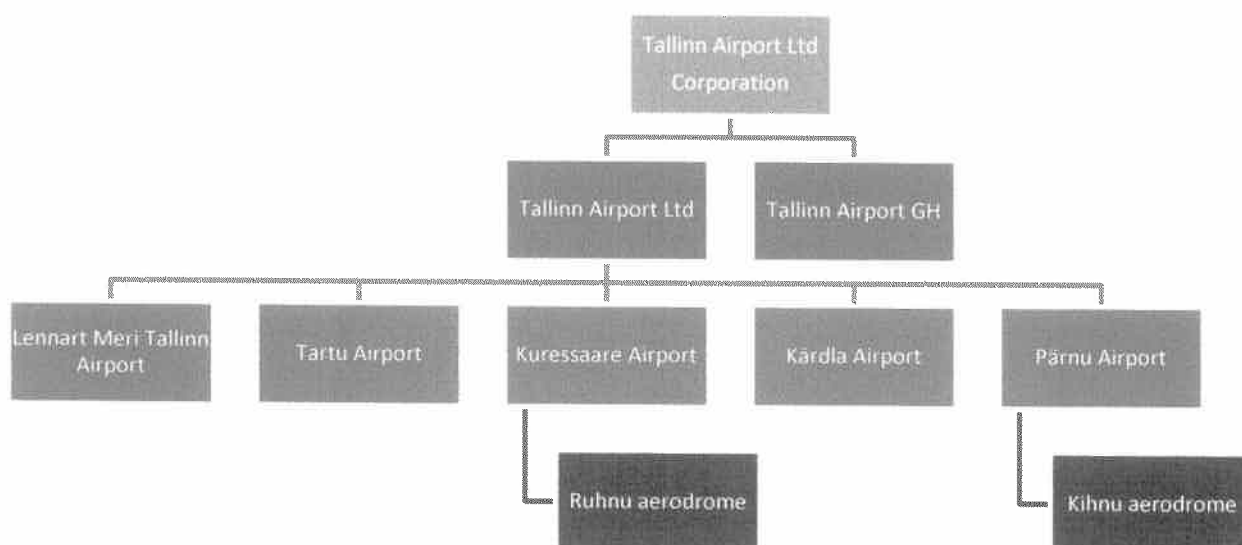 Tallinn Airport Ltd
Corporation
Tallinn Airport Ltd
Tallinn Airport GH
Lennart Meri Tallinn
Airport
Tartu Airport
Kuressaare Airport
Kärdla Airport
Pärnu Airport
Ruhnu aerodrome
Kihnu aerodrome